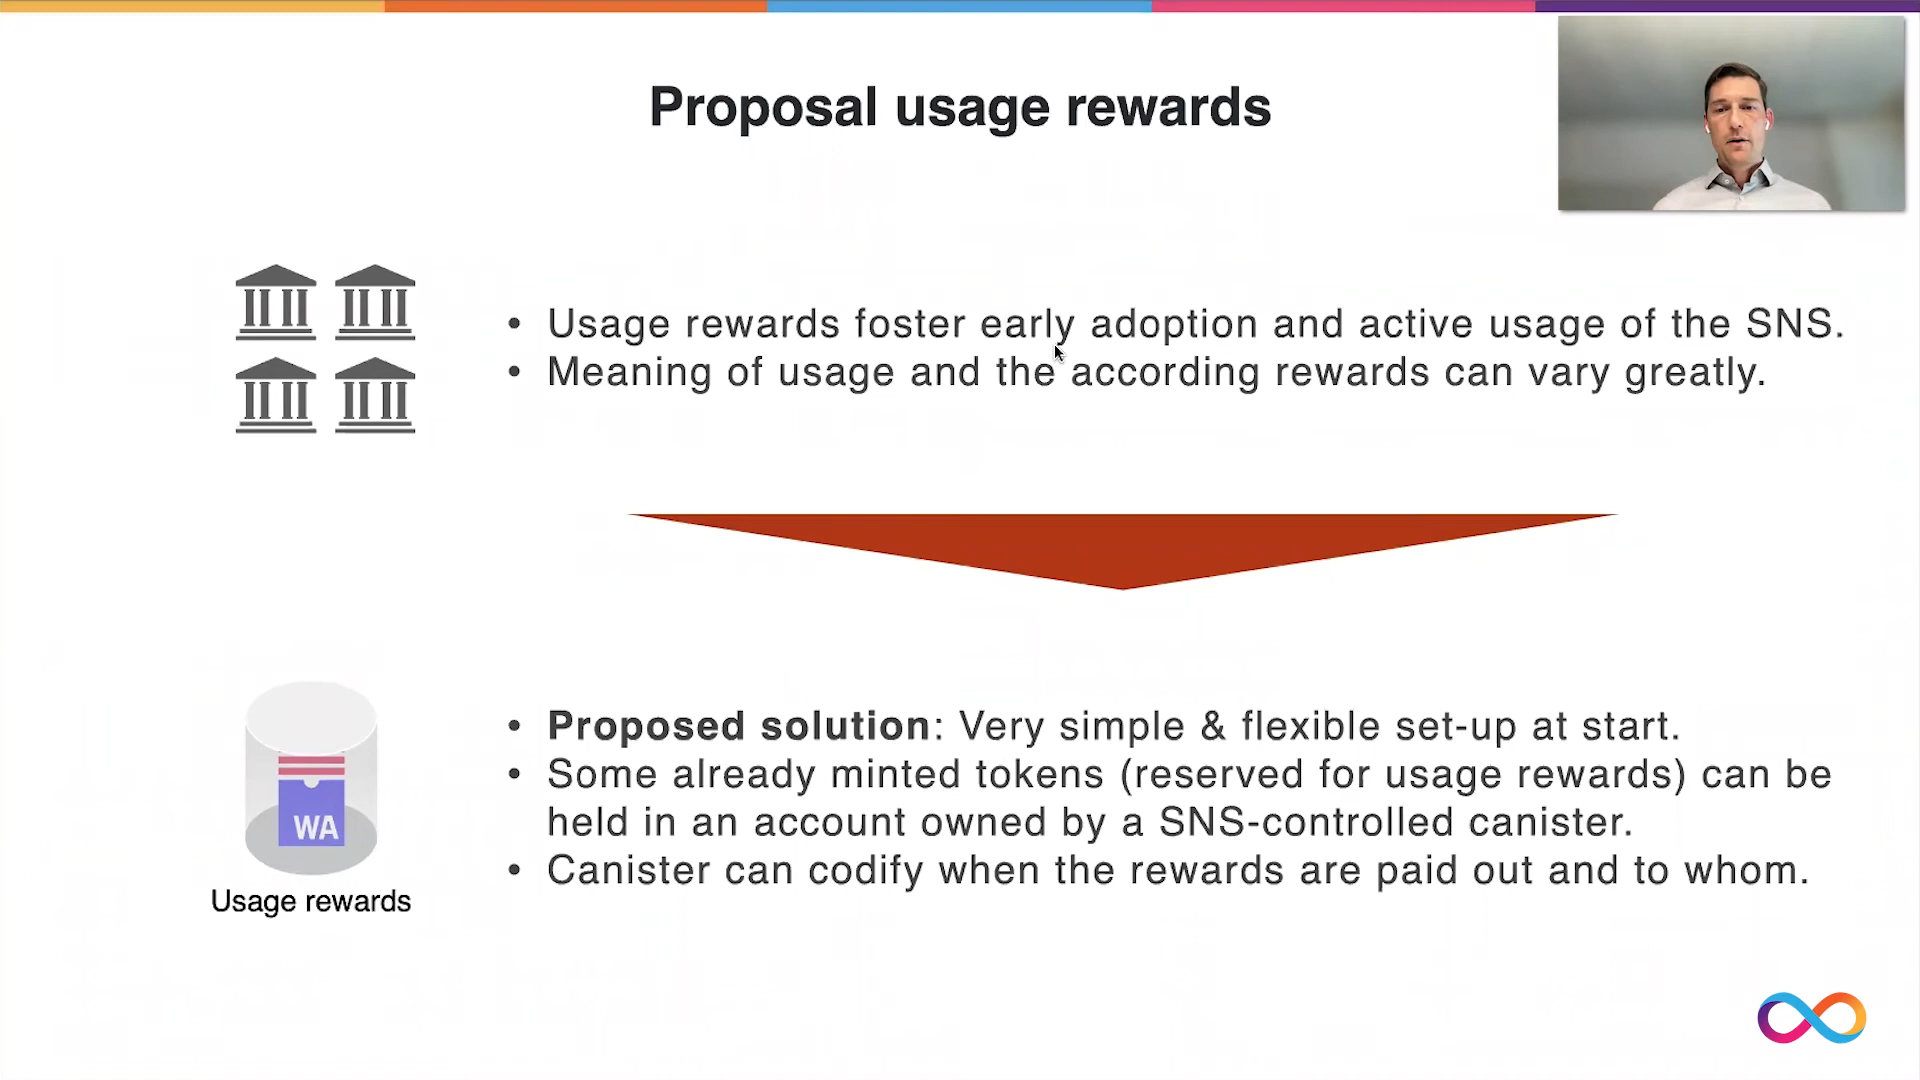 Proposal usage rewards
• Usage rewards foster early adoption and active usage of the SNS.
• Meaning of usage and the according rewards can vary greatly.
• Proposed solution: Very simple & flexible set-up at start.
• Some already minted tokens (reserved for usage rewards) can be
held in an account owned by a SNS-controlled canister.
• Canister can codify when the rewards are paid out and to whom.
WA
Usage rewards